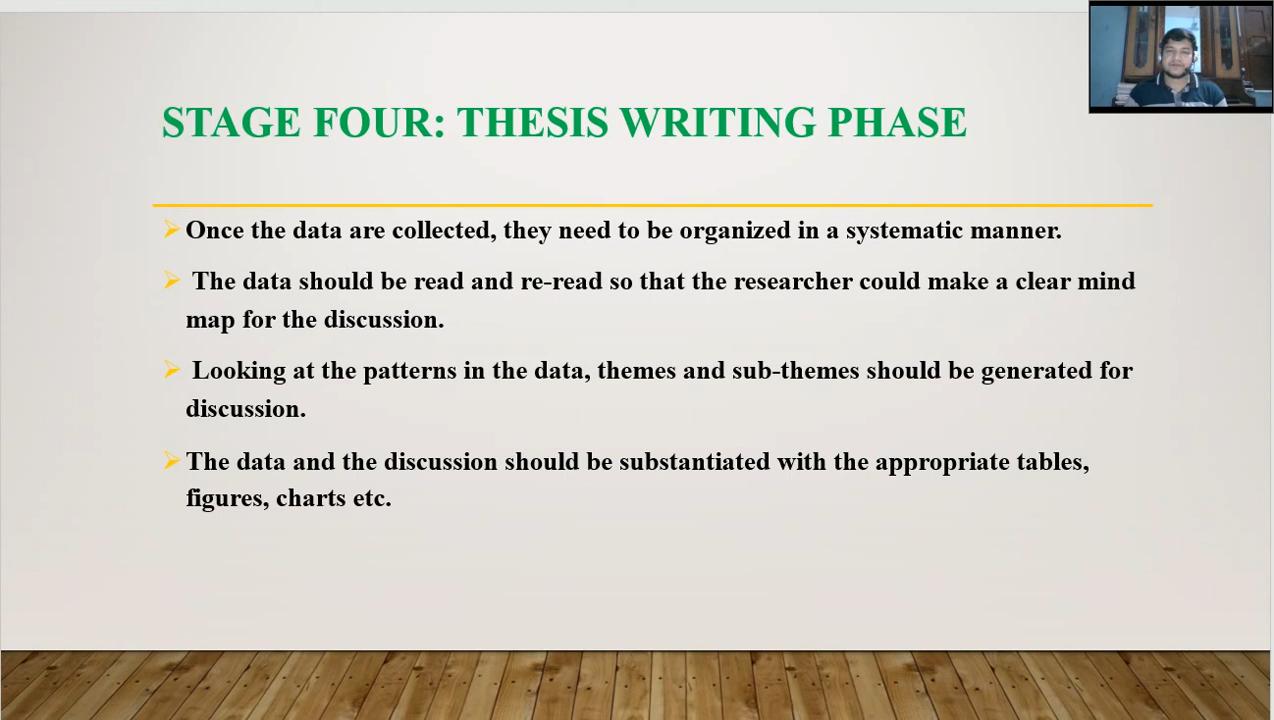 STAGE FOUR: THESIS WRITING PHASE
Once the data are collected, they need to be organized in a systematic manner.
The data should be read and re-read so that the researcher could make a clear mind
map for the discussion.
Looking at the patterns in the data, themes and sub-themes should be generated for
discussion.
The data and the discussion should be substantiated with the appropriate tables,
figures, charts etc.